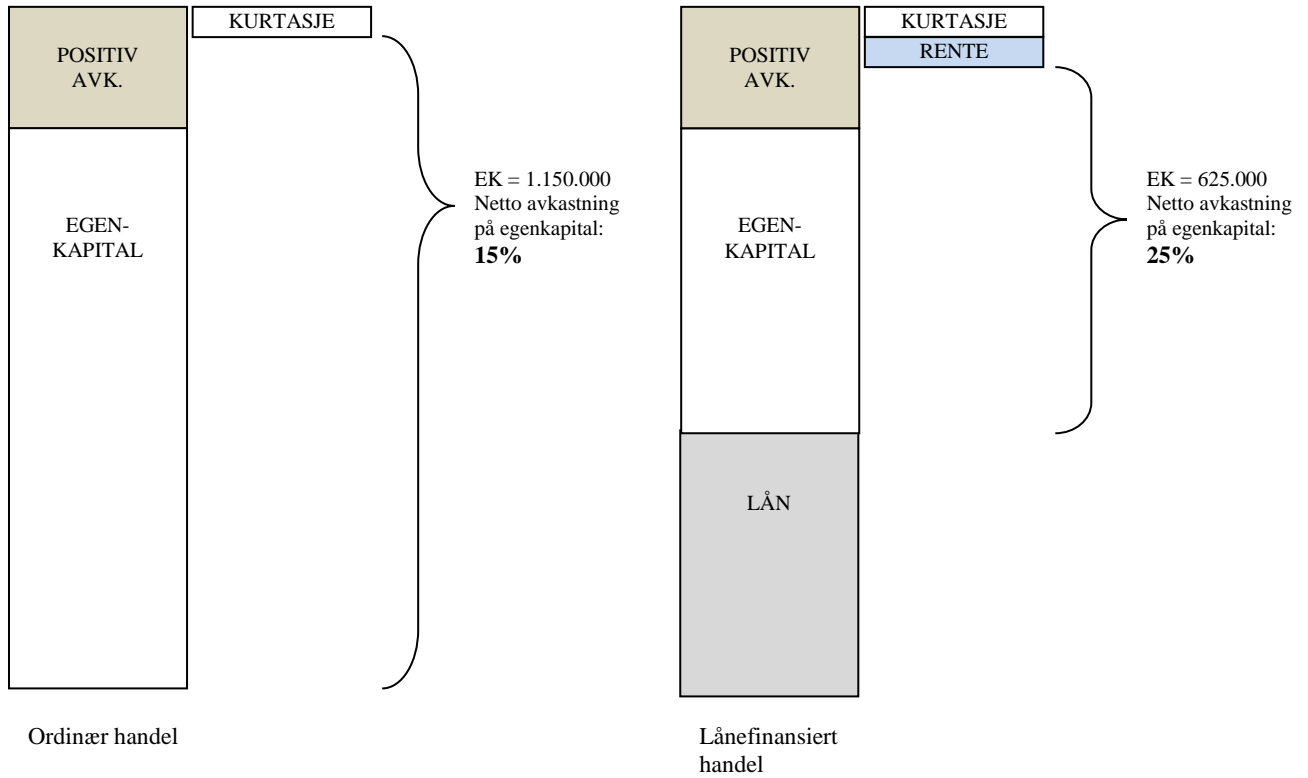 POSITIV
AVK.
KURTASJE
EGEN-
KAPITAL
EK = 1.150.000
Netto avkastning
på egenkapital:
15%
Ordinær handel
POSITIV
AVK.
KURTASJE
RENTE
EGEN-
KAPITAL
LÅN
EK = 625.000
Netto avkastning
på egenkapital:
25%
Lånefinansiert
handel